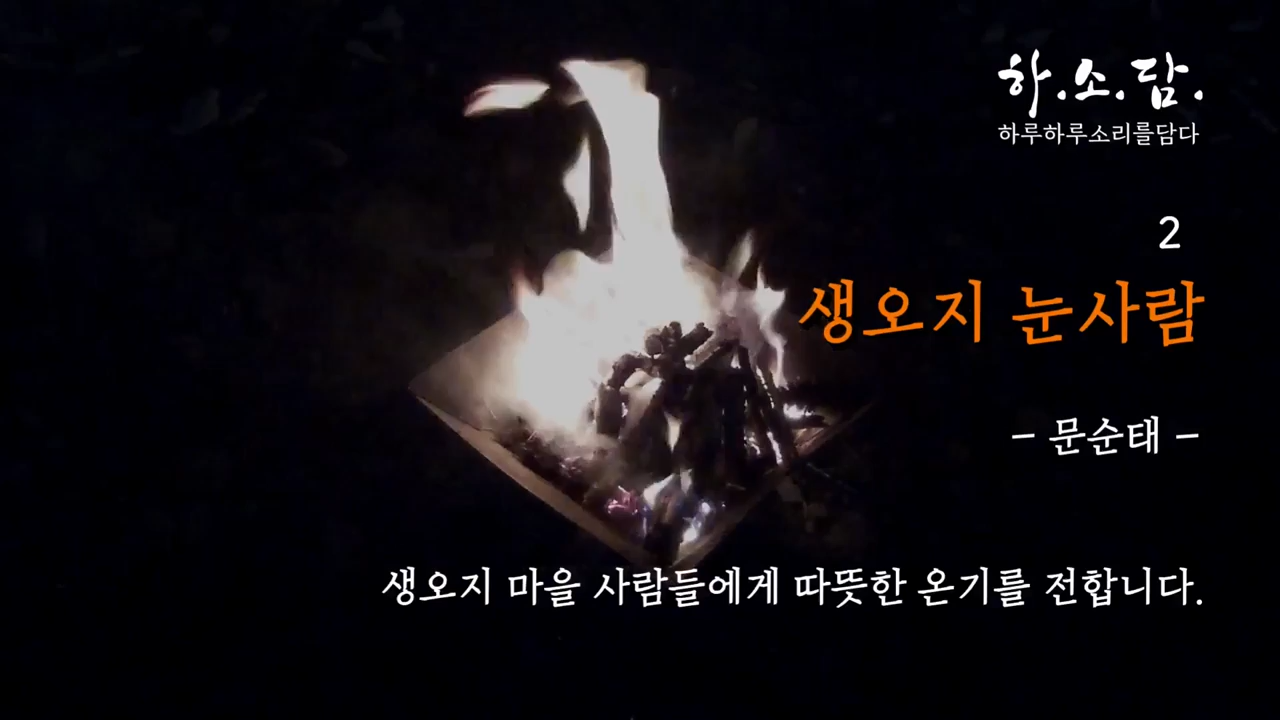 하.소.담.
하루하루소리를담다
2
생오지 눈사람
– 문순태 –
생오지 마을 사람들에게 따뜻한 온기를 전합니다.